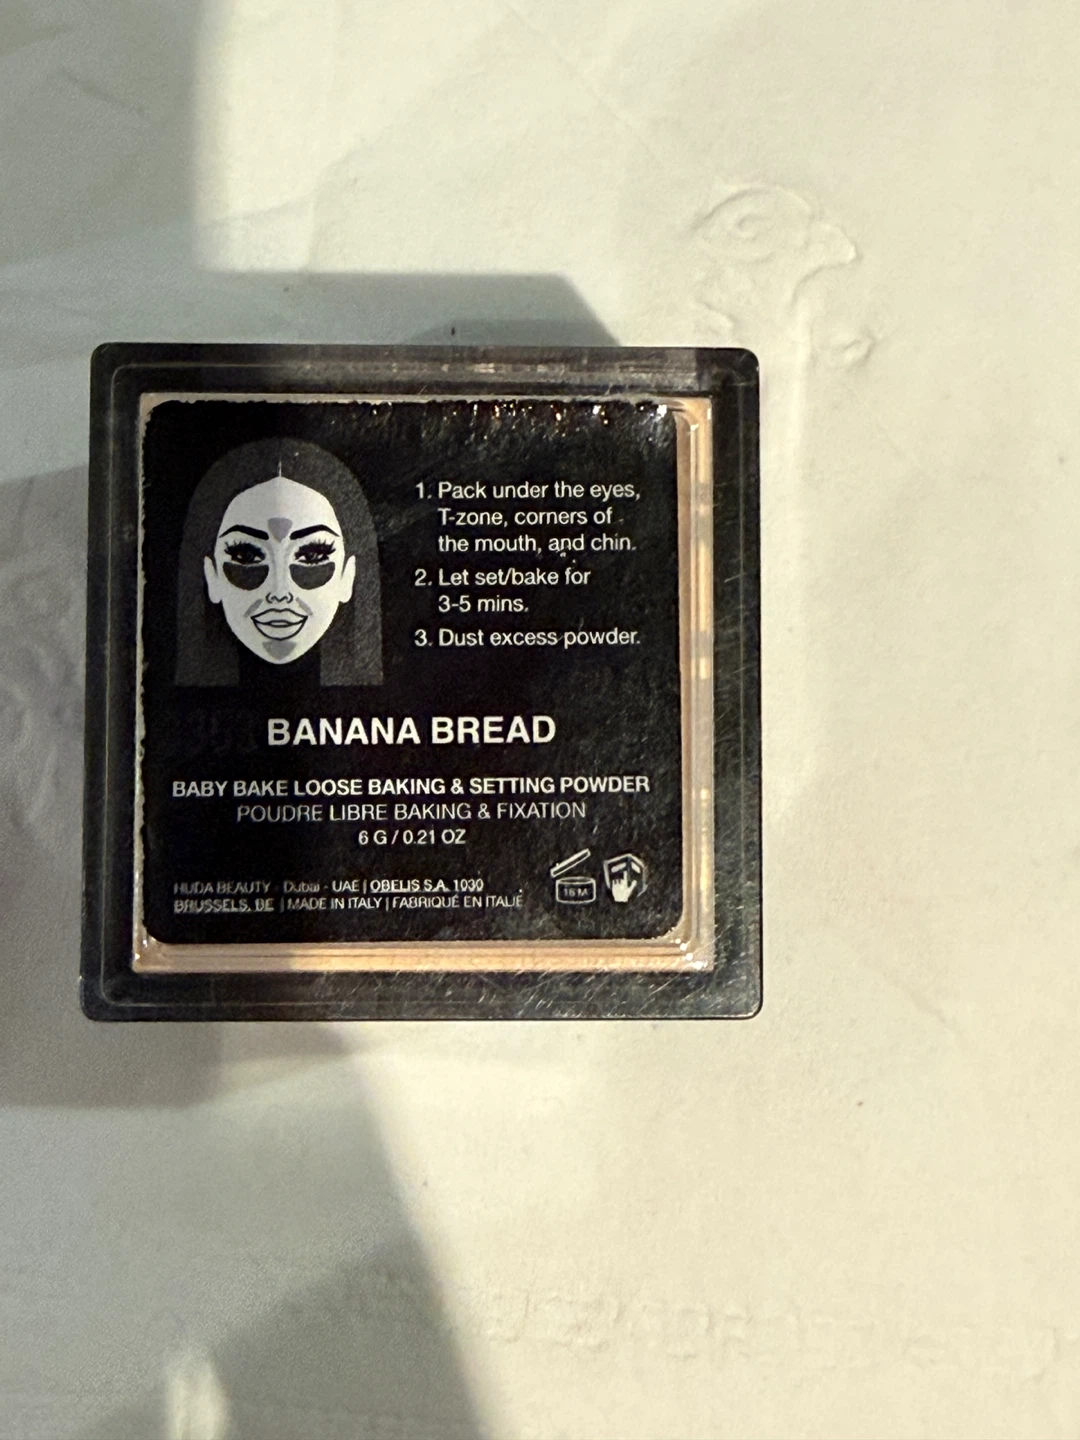 1. Pack under the eyes,
T-zone, corners of
the mouth, and chin.
2. Let set/bake for
3-5 mins.
3. Dust excess powder.
BANANA BREAD
BABY BAKE LOOSE BAKING & SETTING POWDER
POUDRE LIBRE BAKING & FIXATION
6 G / 0.21 OZ
HUDA BEAUTY - Dubai - UAE | OBELIS S.A. 1030
BRUSSELS, BE | MADE IN ITALY | FABRIQUÉ EN ITALIE